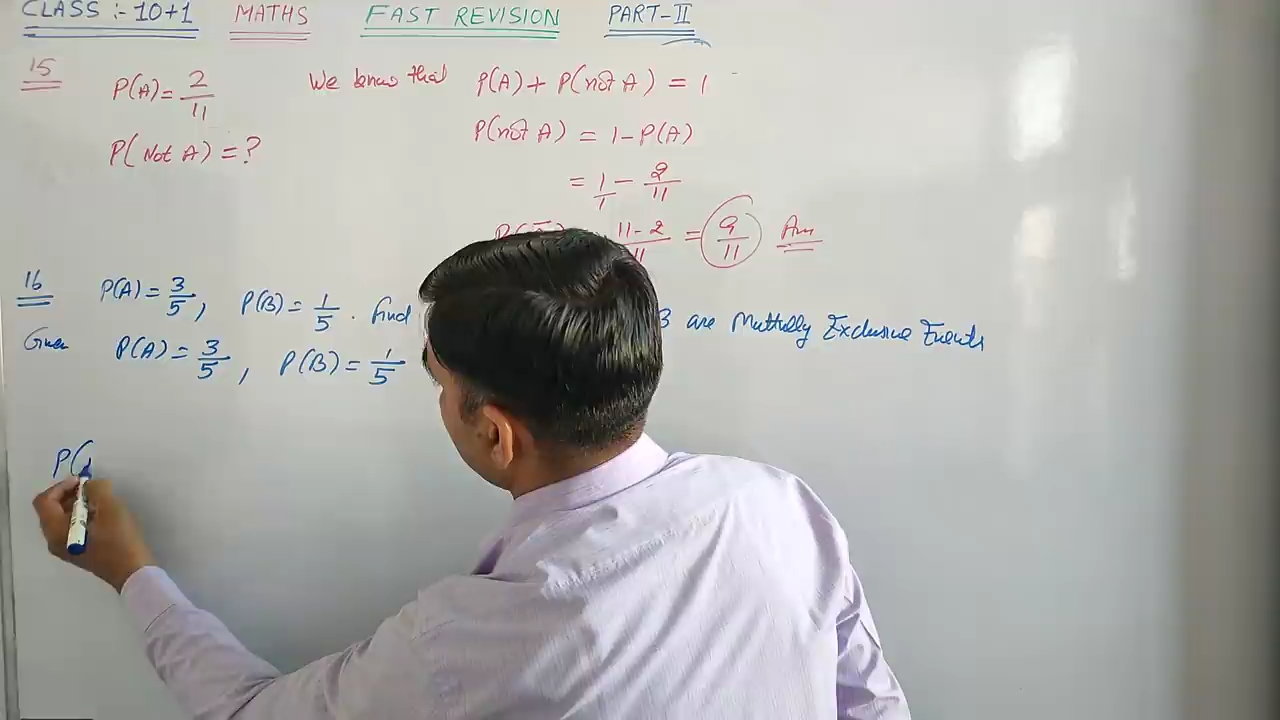 CLASS :- 10+1 MATHS FAST REVISION PART-II
15
P(A) = 2/11 We know that P(A) + P(not A) = 1
P(Not A) = ? P(not A) = 1 - P(A)
= 1/1 - 2/11
11-2/11 = 9/11 Ans
16 P(A) = 3/5, P(B) = 1/5. Find B are Muttully Exclusive Events
Given P(A) = 3/5, P(B) = 1/5
P(